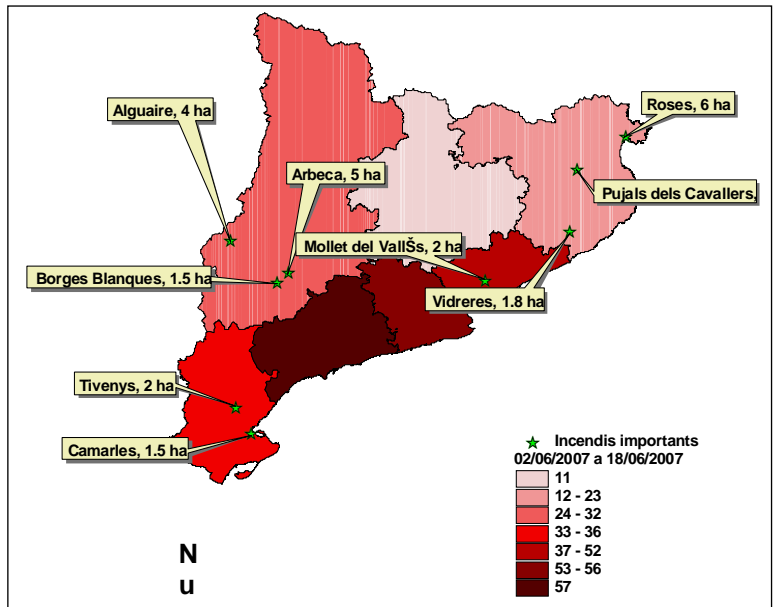 Roses, 6 ha
Alguaire, 4 ha
Arbeca, 5 ha
Pujals dels Cavallers,
Mollet del VallŠs, 2 ha
Borges Blanques, 1.5 ha
Vidreres, 1.8 ha
Tivenys, 2 ha
Camarles, 1.5 ha
Incendis importants
02/06/2007 a 18/06/2007
11
12 - 23
24 - 32
33 - 36
37 - 52
53 - 56
57
N
u